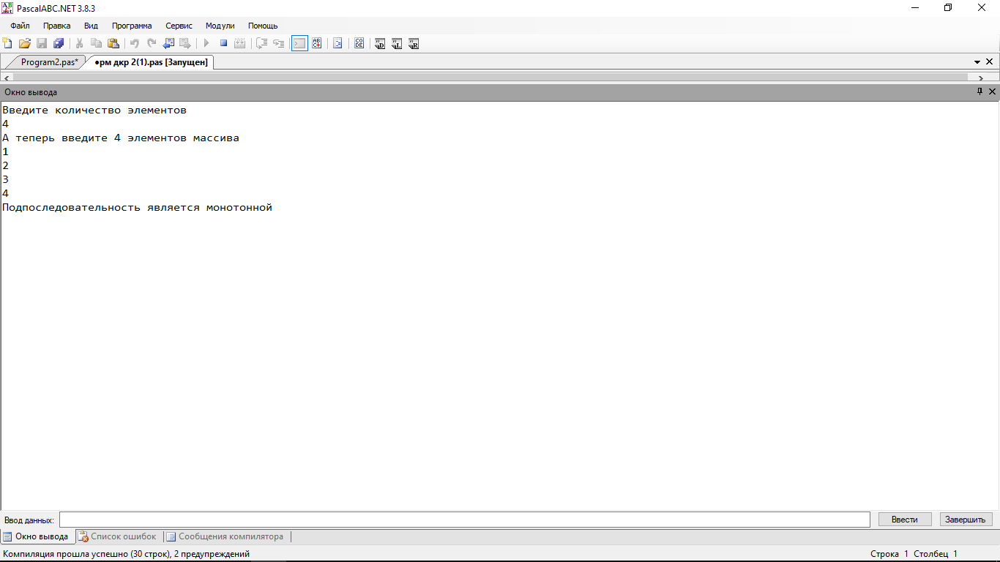 PascalABC.NET 3.8.3
Файл Правка Вид Программа Сервис Модули Помощь
Program2.pas* •рм дкр 2(1).pas [Запущен]
Окно вывода
Введите количество элементов
4
А теперь введите 4 элементов массива
1
2
3
4
Подпоследовательность является монотонной
Ввод данных: Ввести Завершить
Окно вывода Список ошибок Сообщения компилятора
Компиляция прошла успешно (30 строк), 2 предупреждений Строка 1 Столбец 1